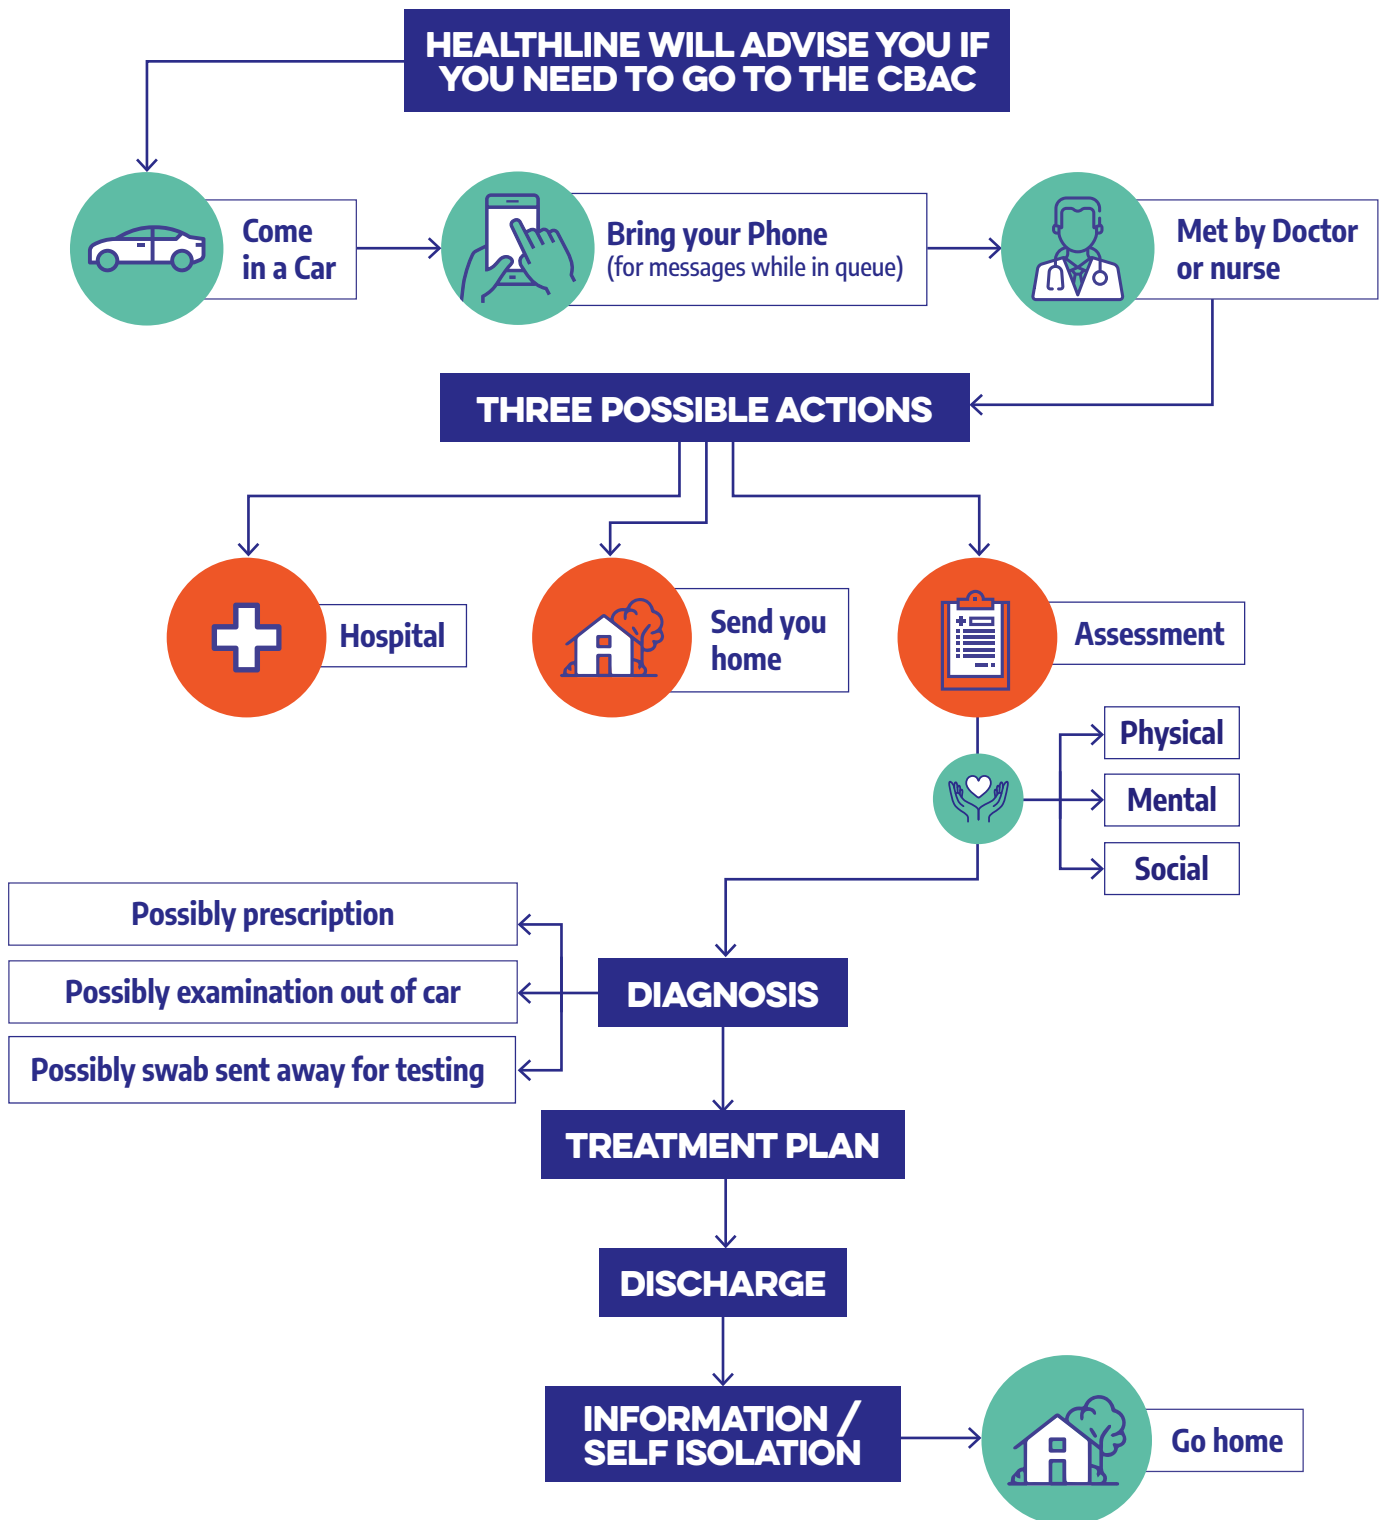 HEALTHLINE WILL ADVISE YOU IF
YOU NEED TO GO TO THE CBAC
Come
in a Car
Bring your Phone
(for messages while in queue)
Met by Doctor
or nurse
THREE POSSIBLE ACTIONS
Hospital
Send you
home
Assessment
Physical
Mental
Social
Possibly prescription
Possibly examination out of car
Possibly swab sent away for testing
DIAGNOSIS
TREATMENT PLAN
DISCHARGE
INFORMATION /
SELF ISOLATION
Go home